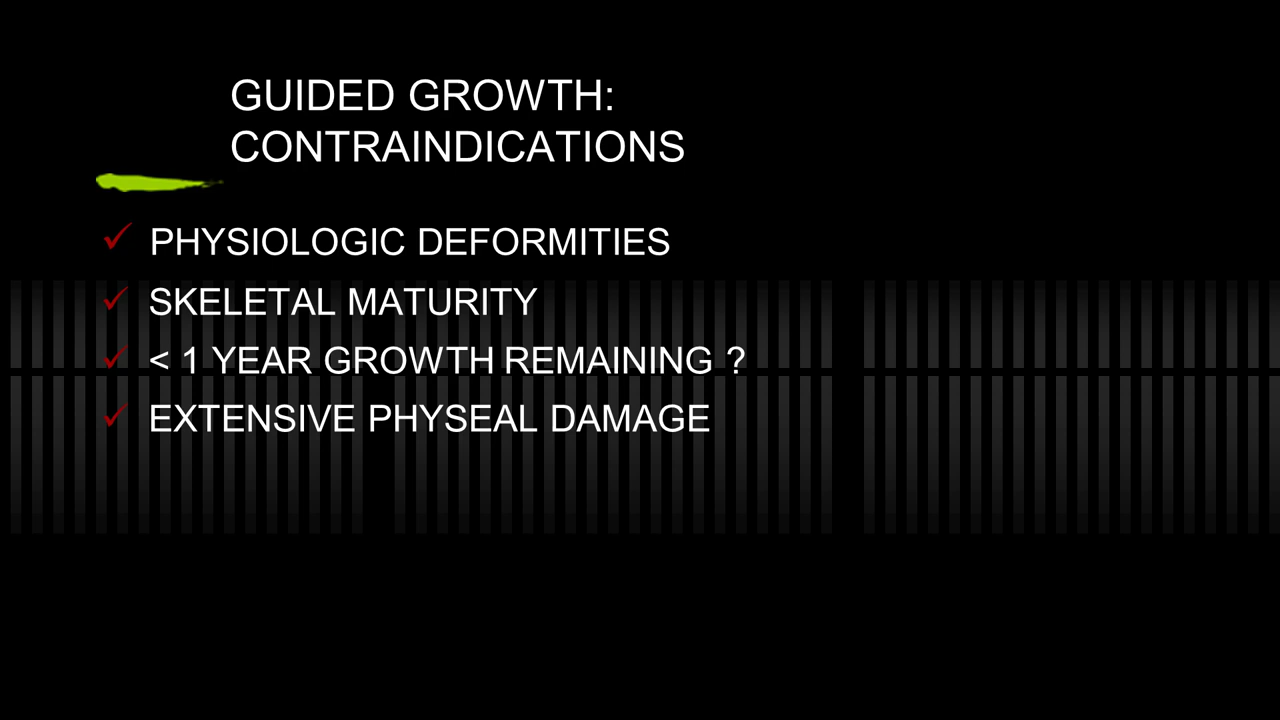 GUIDED GROWTH:
CONTRAINDICATIONS
✓ PHYSIOLOGIC DEFORMITIES
✓ SKELETAL MATURITY
✓ < 1 YEAR GROWTH REMAINING ?
✓ EXTENSIVE PHYSEAL DAMAGE